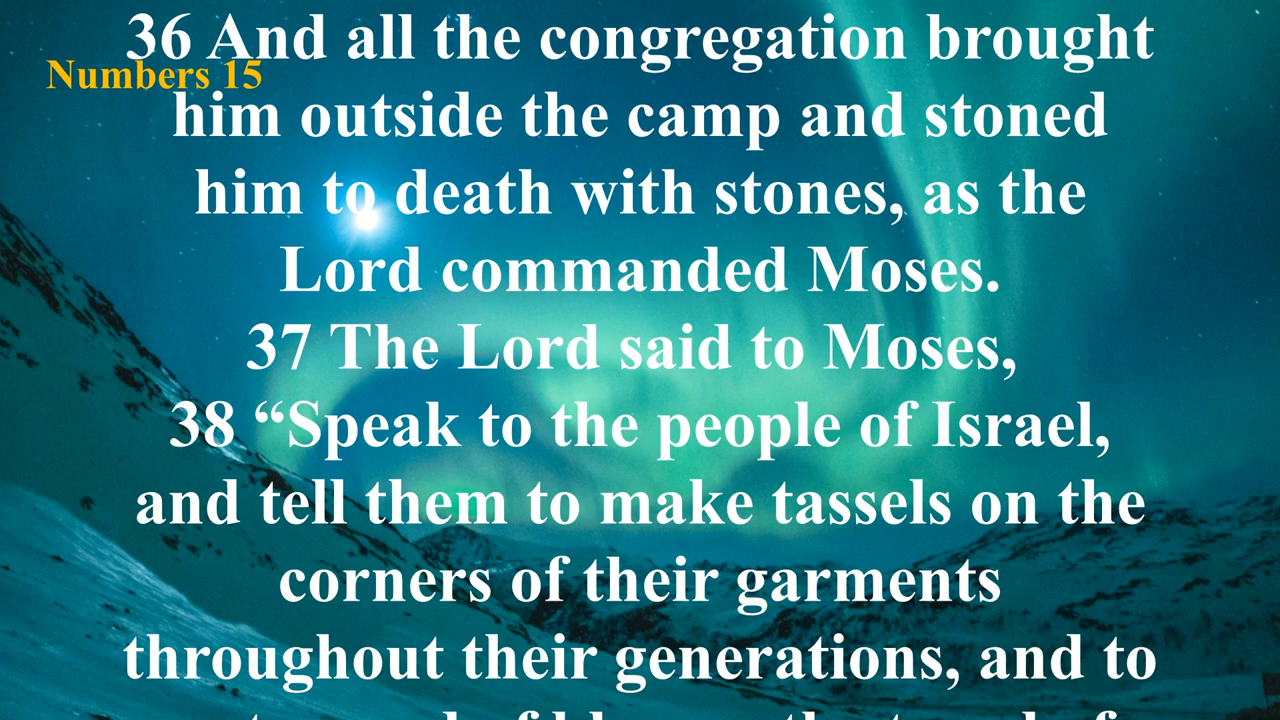 36 And all the congregation brought
Numbers 15
him outside the camp and stoned
him to death with stones, as the
Lord commanded Moses.
37 The Lord said to Moses,
38 “Speak to the people of Israel,
and tell them to make tassels on the
corners of their garments
throughout their generations, and to